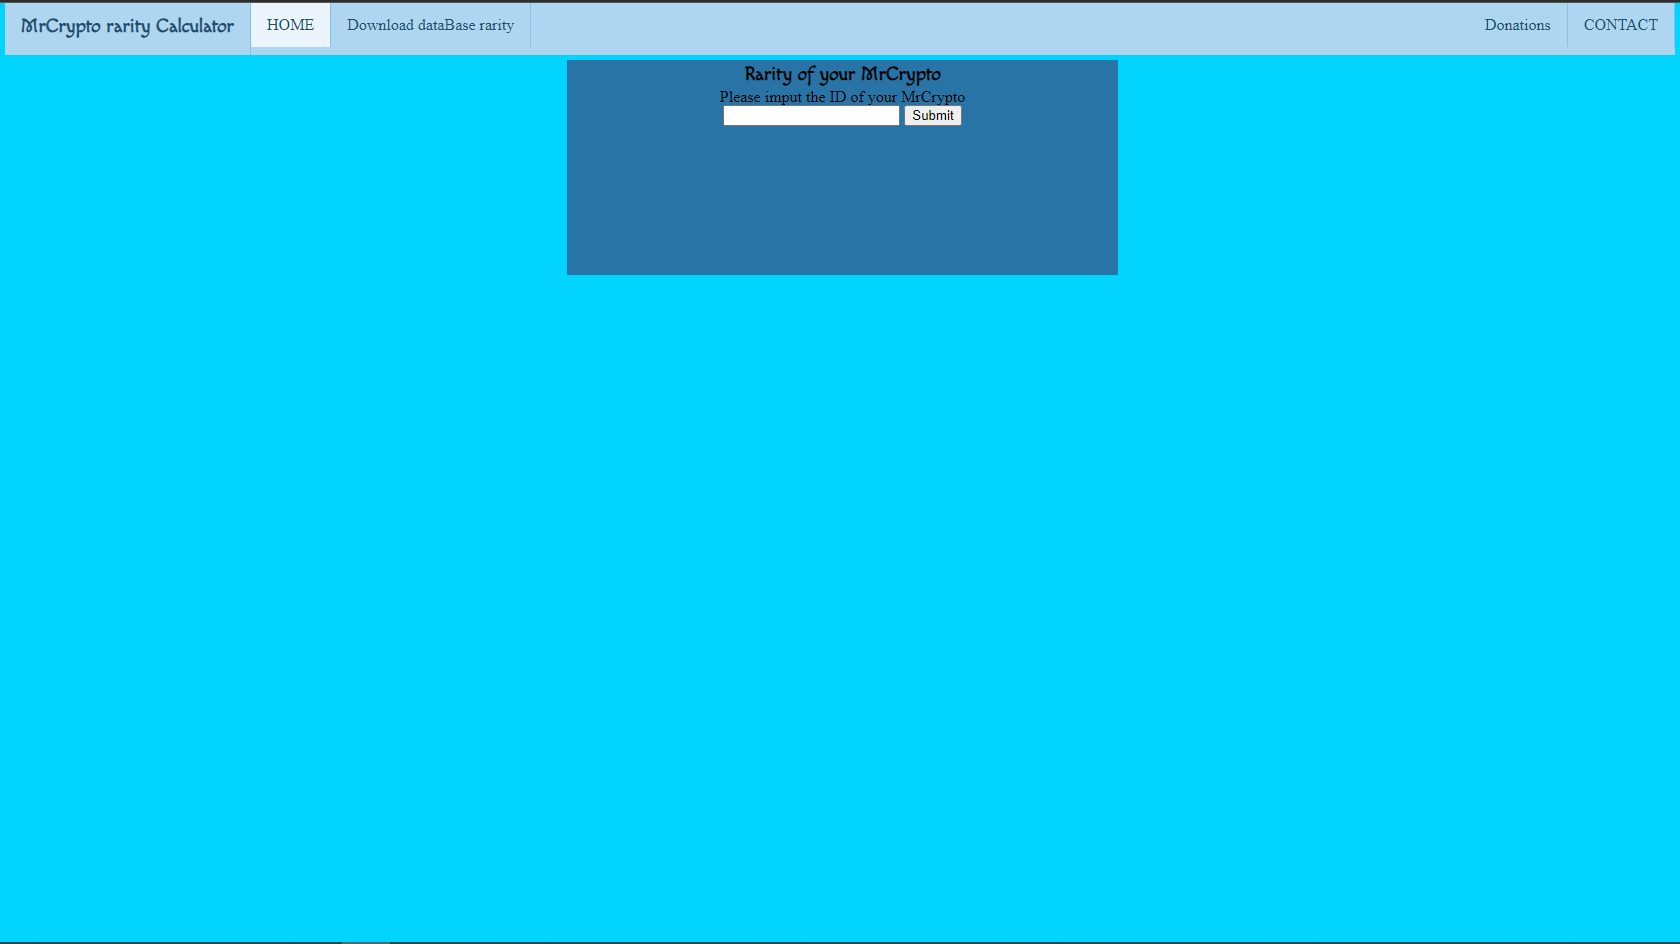 MrCrypto rarity Calculator HOME Download dataBase rarity Donations CONTACT
Rarity of your MrCrypto
Please imput the ID of your MrCrypto
Submit